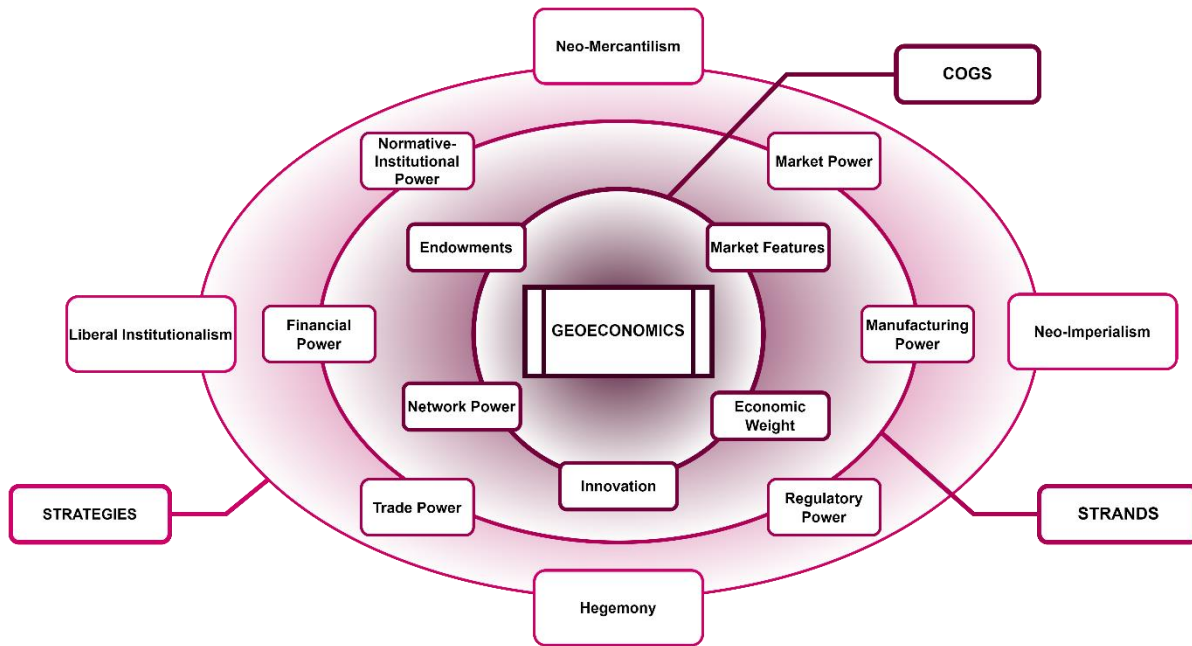 Neo-Mercantilism
COGS
Normative-
Institutional
Power
Market Power
Endowments
Market Features
Liberal Institutionalism
Financial
Power
GEOECONOMICS
Manufacturing
Power
Neo-Imperialism
Network Power
Economic
Weight
Innovation
STRATEGIES
Trade Power
Regulatory
Power
STRANDS
Hegemony